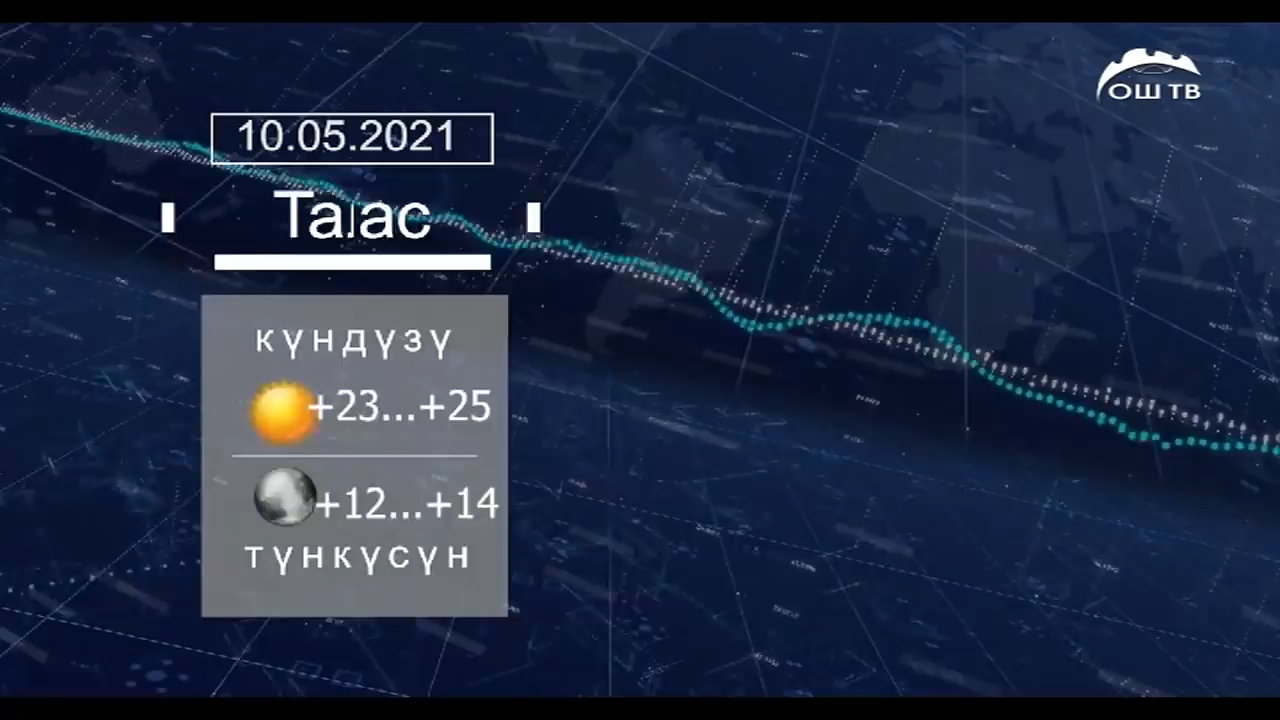 ОШ ТВ
10.05.2021
Талас
күндүзү
+23...+25
+12...+14
түнкүсүн